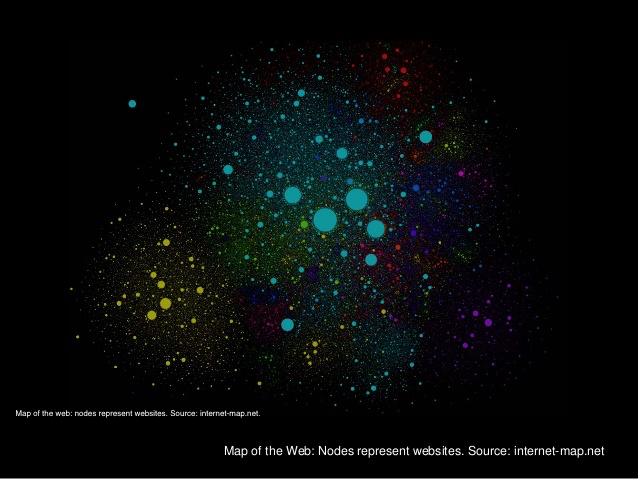 Map of the web: nodes represent websites. Source: internet-map.net.
Map of the Web: Nodes represent websites. Source: internet-map.net